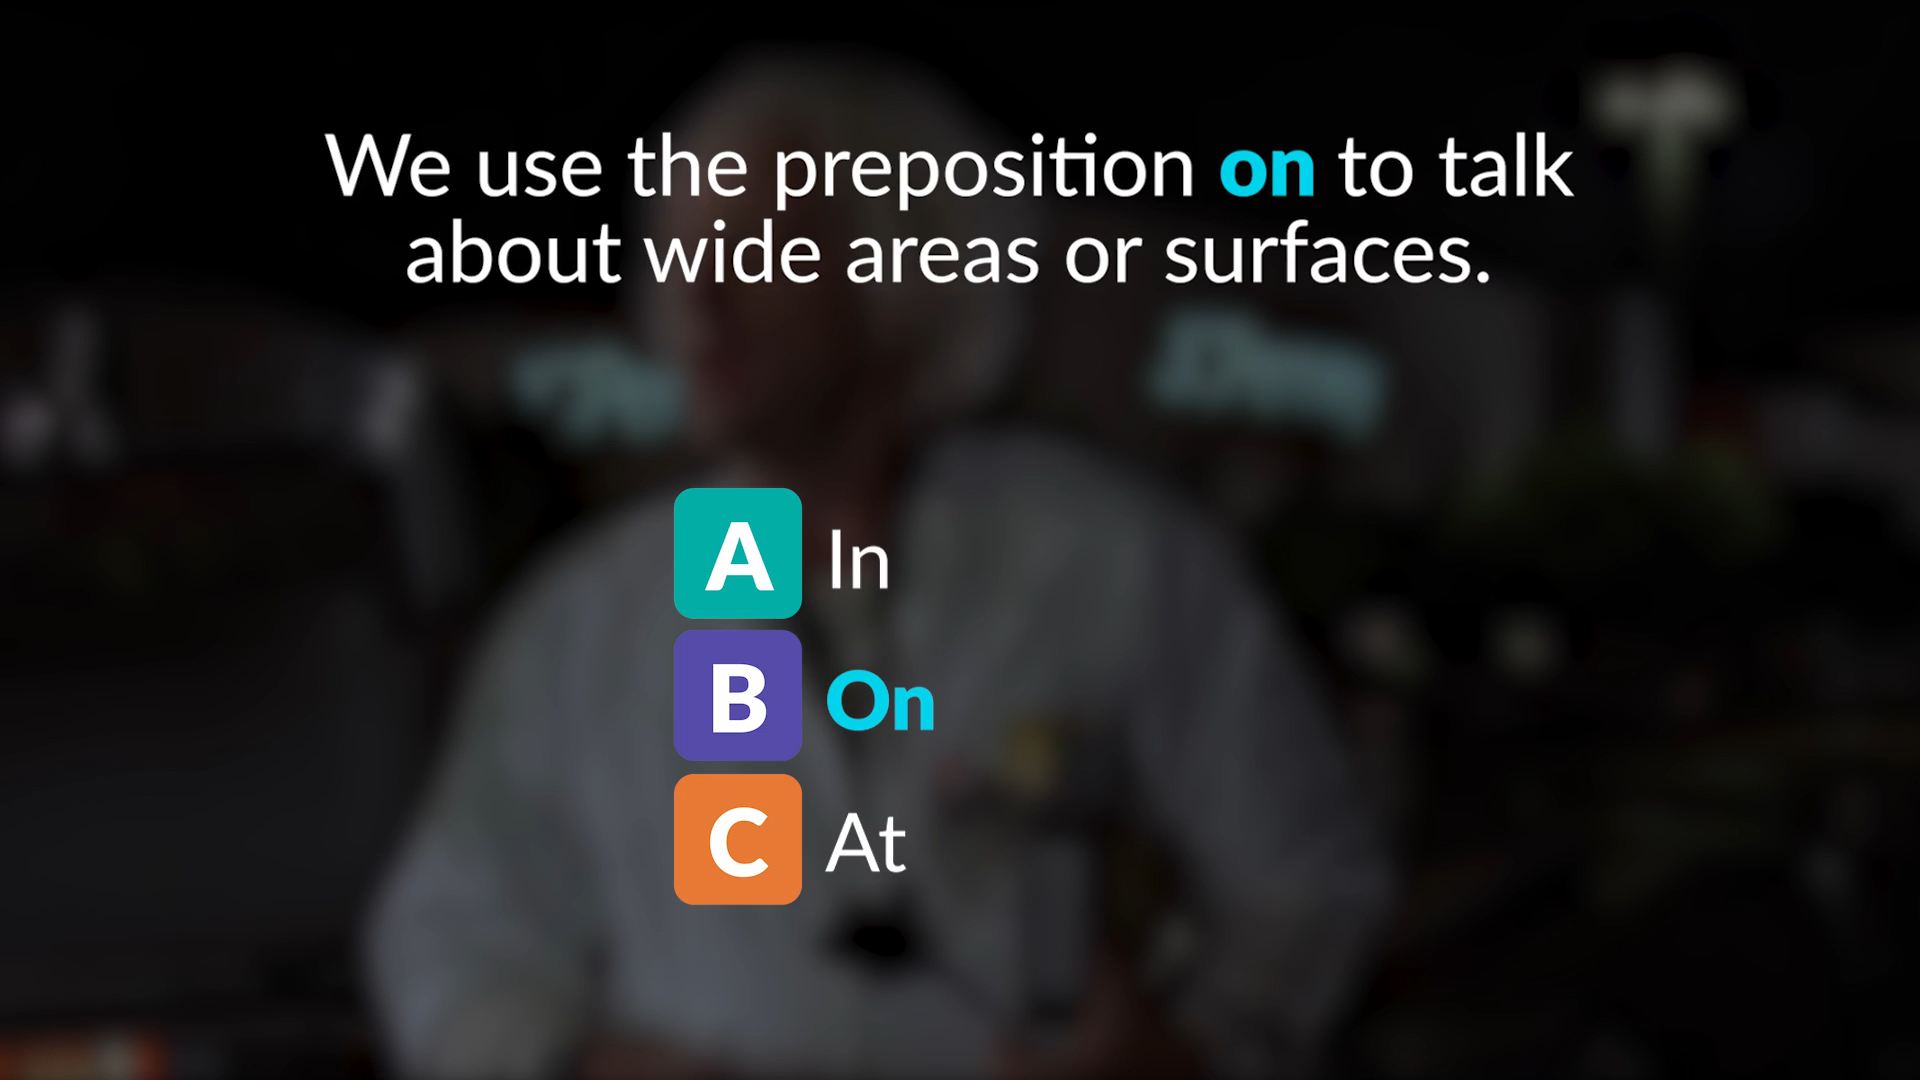 We use the preposition on to talk
about wide areas or surfaces.
A In
B On
C At